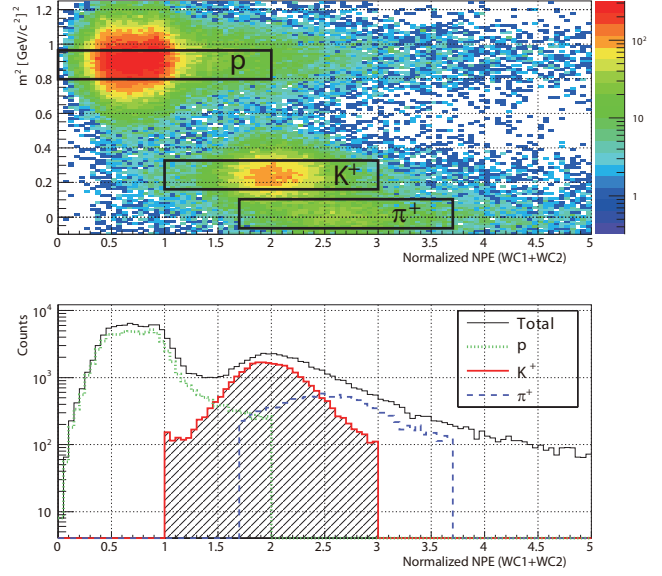 m² [GeV/c²]²
1.2
1
0.8
0.6
0.4
0.2
0
p
K⁺
π⁺
10²
10
1
0 0.5 1 1.5 2 2.5 3 3.5 4 4.5 5
Normalized NPE (WC1+WC2)
Counts
10⁴
10³
10²
10
Total
p
K⁺
π⁺
0 0.5 1 1.5 2 2.5 3 3.5 4 4.5 5
Normalized NPE (WC1+WC2)